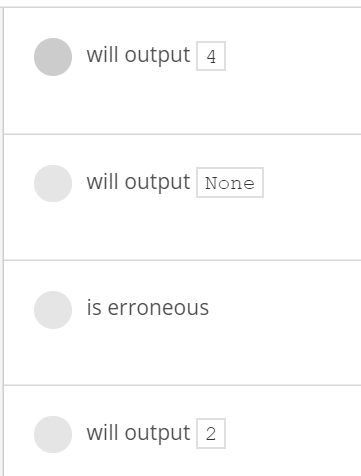 will output 4
will output None
is erroneous
will output 2